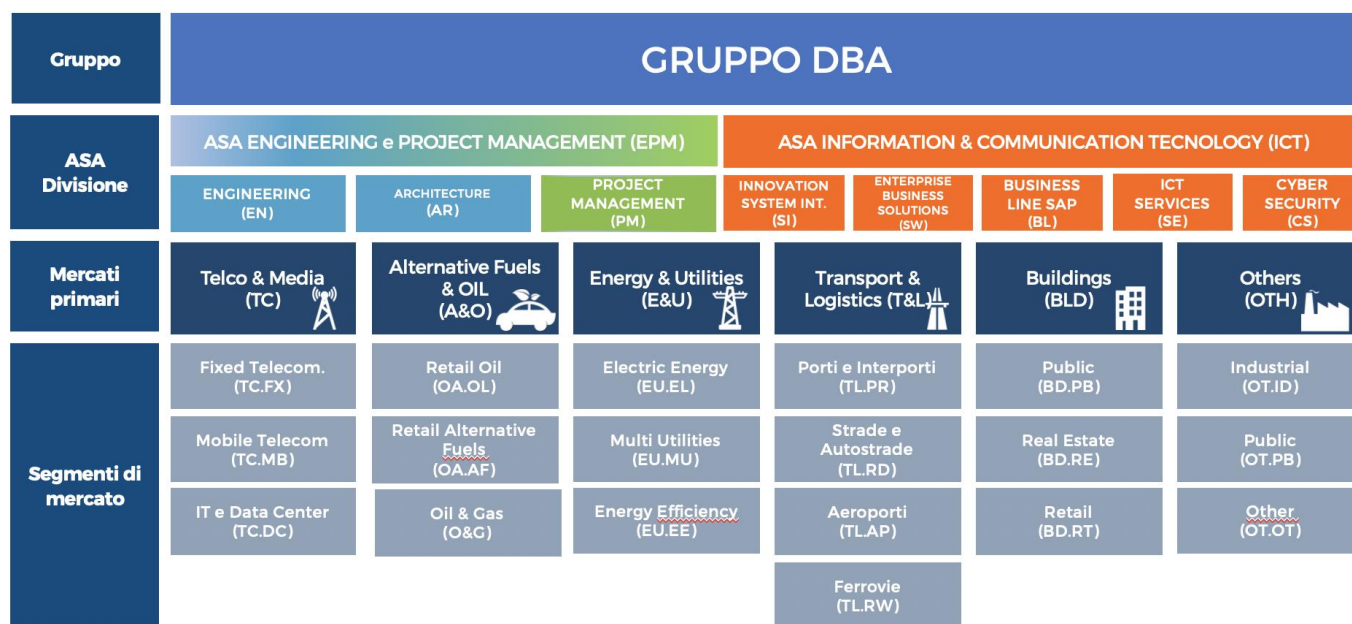 Gruppo
GRUPPO DBA
ASA
Divisione
ASA ENGINEERING e PROJECT MANAGEMENT (EPM)
ASA INFORMATION & COMMUNICATION TECNOLOGY (ICT)
ENGINEERING
(EN)
ARCHITECTURE
(AR)
PROJECT
MANAGEMENT
(PM)
INNOVATION
SYSTEM INT.
(SI)
ENTERPRISE
BUSINESS
SOLUTIONS
(SW)
BUSINESS
LINE SAP
(BL)
ICT
SERVICES
(SE)
CYBER
SECURITY
(CS)
Mercati
primari
Telco & Media
(TC)
Alternative Fuels
& OIL
(A&O)
Energy & Utilities
(E&U)
Transport &
Logistics (T&L)
Buildings
(BLD)
Others
(OTH)
Segmenti di
mercato
Fixed Telecom.
(TC.FX)
Retail Oil
(OA.OL)
Electric Energy
(EU.EL)
Porti e Interporti
(TL.PR)
Public
(BD.PB)
Industrial
(OT.ID)
Mobile Telecom
(TC.MB)
Retail Alternative
Fuels
(OA.AF)
Multi Utilities
(EU.MU)
Strade e
Autostrade
(TL.RD)
Real Estate
(BD.RE)
Public
(OT.PB)
IT e Data Center
(TC.DC)
Oil & Gas
(O&G)
Energy Efficiency
(EU.EE)
Aeroporti
(TL.AP)
Retail
(BD.RT)
Other
(OT.OT)
Ferrovie
(TL.RW)